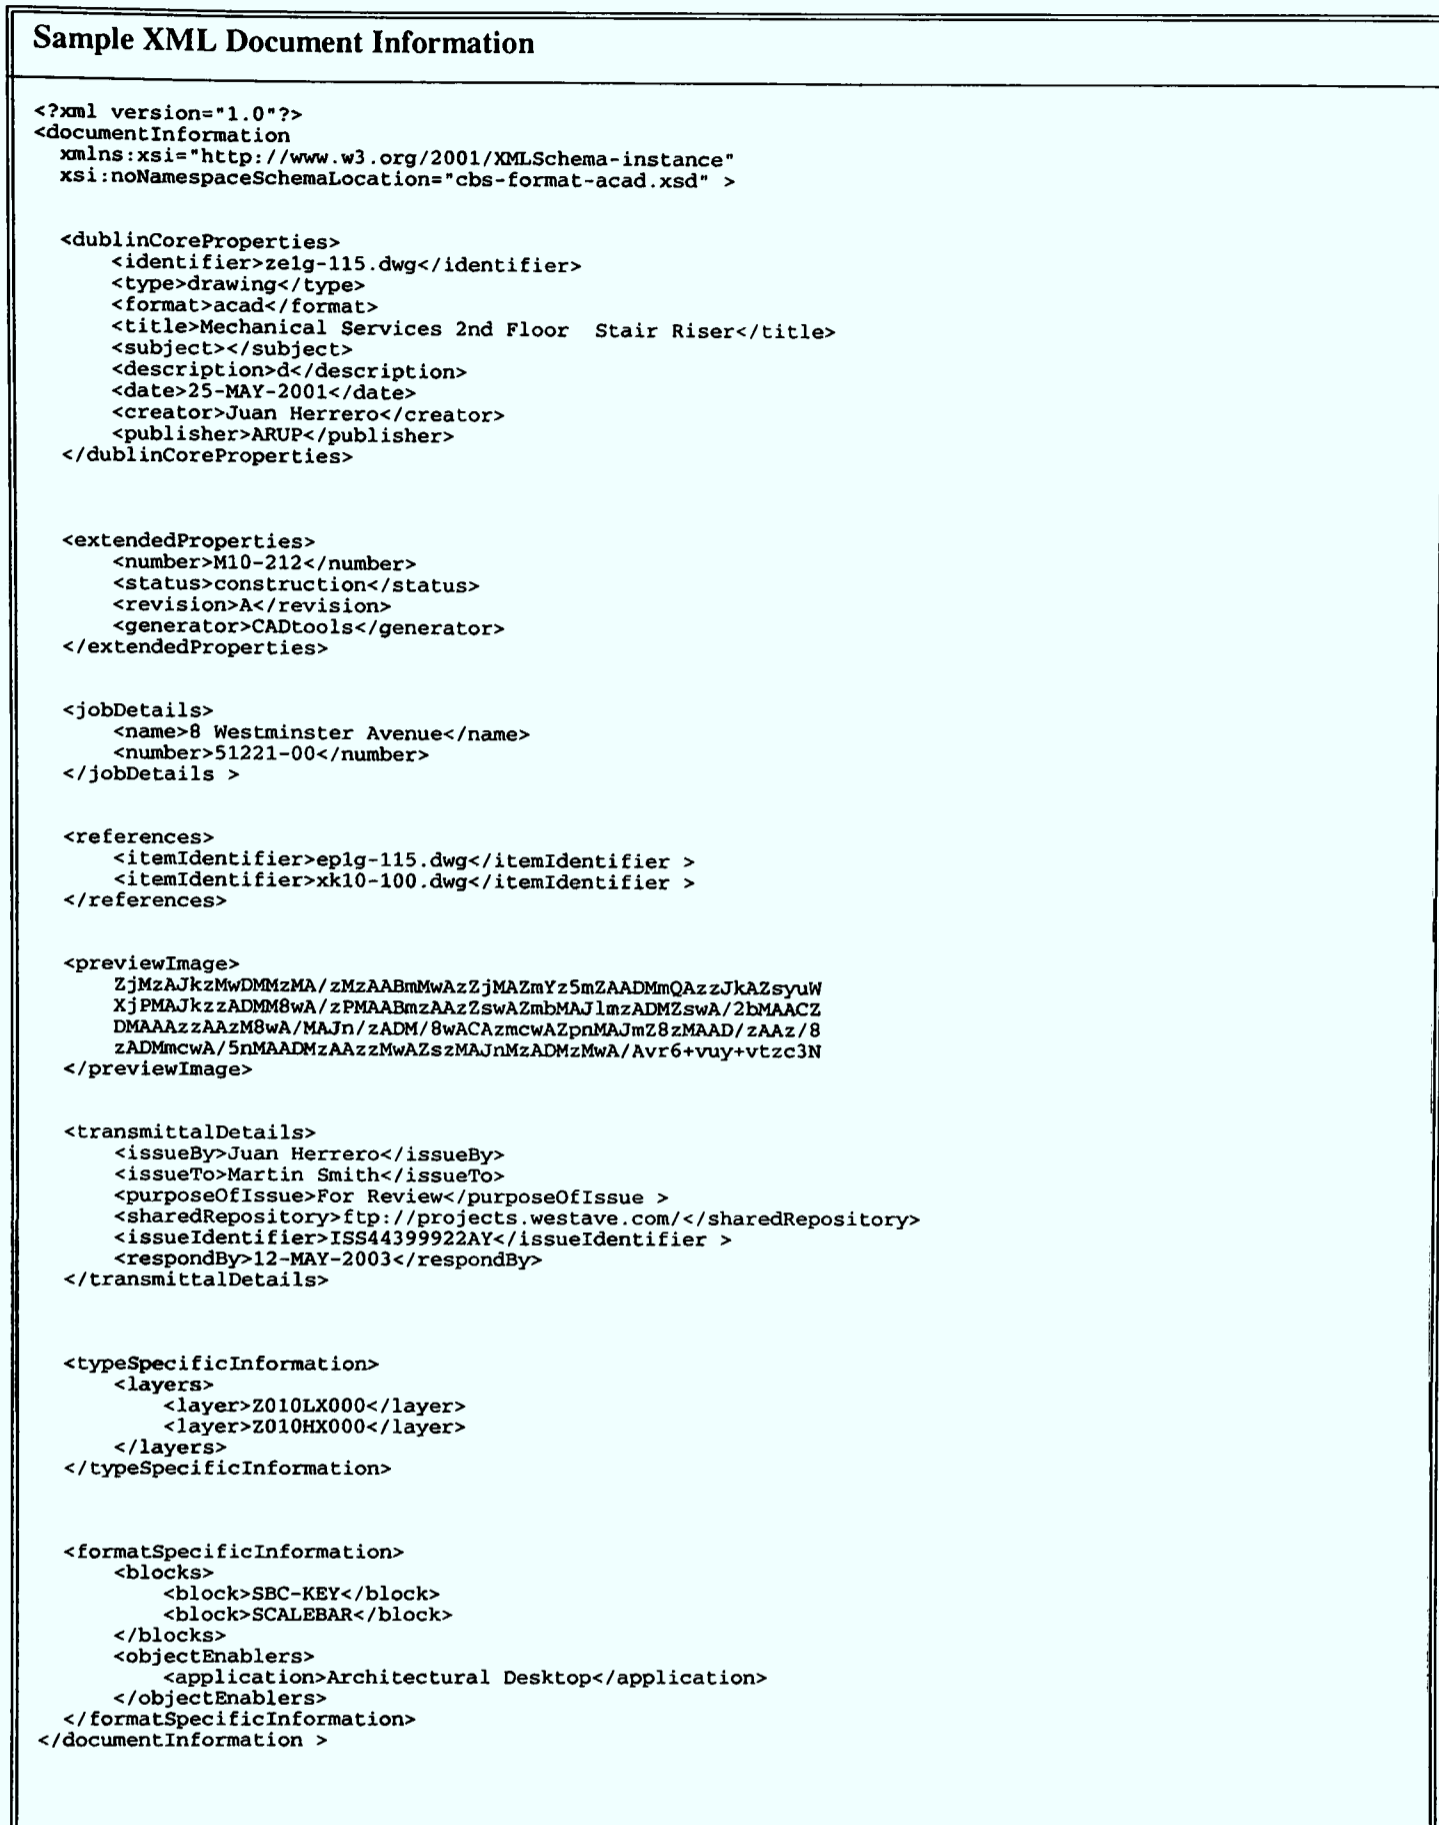 Sample XML Document Information
<?xml version="1.0"?>
<documentInformation
xmlns:xsi="http://www.w3.org/2001/XMLSchema-instance"
xsi:noNamespaceSchemaLocation="cbs-format-acad.xsd" >
<dublinCoreProperties>
<identifier>ze1g-115.dwg</identifier>
<type>drawing</type>
<format>acad</format>
<title>Mechanical Services 2nd Floor  Stair Riser</title>
<subject></subject>
<description>d</description>
<date>25-MAY-2001</date>
<creator>Juan Herrero</creator>
<publisher>ARUP</publisher>
</dublinCoreProperties>
<extendedProperties>
<number>M10-212</number>
<status>construction</status>
<revision>A</revision>
<generator>CADtools</generator>
</extendedProperties>
<jobDetails>
<name>8 Westminster Avenue</name>
<number>51221-00</number>
</jobDetails >
<references>
<itemIdentifier>ep1g-115.dwg</itemIdentifier >
<itemIdentifier>xk10-100.dwg</itemIdentifier >
</references>
<previewImage>
ZjMzAJkzMwDMMzMA/zMzAABmMwAzZjMAZmYz5mZAADMmQAzzJkAZsyuW
XjPMAJkzzADMM8wA/zPMAABmzAAzZswAZmbMAJlmzADMZswA/2bMAACZ
DMAAAzzAAzM8wA/MAJn/zADM/8wACAzmcwAZpnMAJmZ8zMAAD/zAAz/8
zADMmcwA/5nMAADMzAAzzMwAZszMAJnMzADMzMwA/Avr6+vuy+vtzc3N
</previewImage>
<transmittalDetails>
<issueBy>Juan Herrero</issueBy>
<issueTo>Martin Smith</issueTo>
<purposeOfIssue>For Review</purposeOfIssue >
<sharedRepository>ftp://projects.westave.com/</sharedRepository>
<issueIdentifier>ISS44399922AY</issueIdentifier >
<respondBy>12-MAY-2003</respondBy>
</transmittalDetails>
<typeSpecificInformation>
<layers>
<layer>Z010LX000</layer>
<layer>Z010HX000</layer>
</layers>
</typeSpecificInformation>
<formatSpecificInformation>
<blocks>
<block>SBC-KEY</block>
<block>SCALEBAR</block>
</blocks>
<objectEnablers>
<application>Architectural Desktop</application>
</objectEnablers>
</formatSpecificInformation>
</documentInformation >